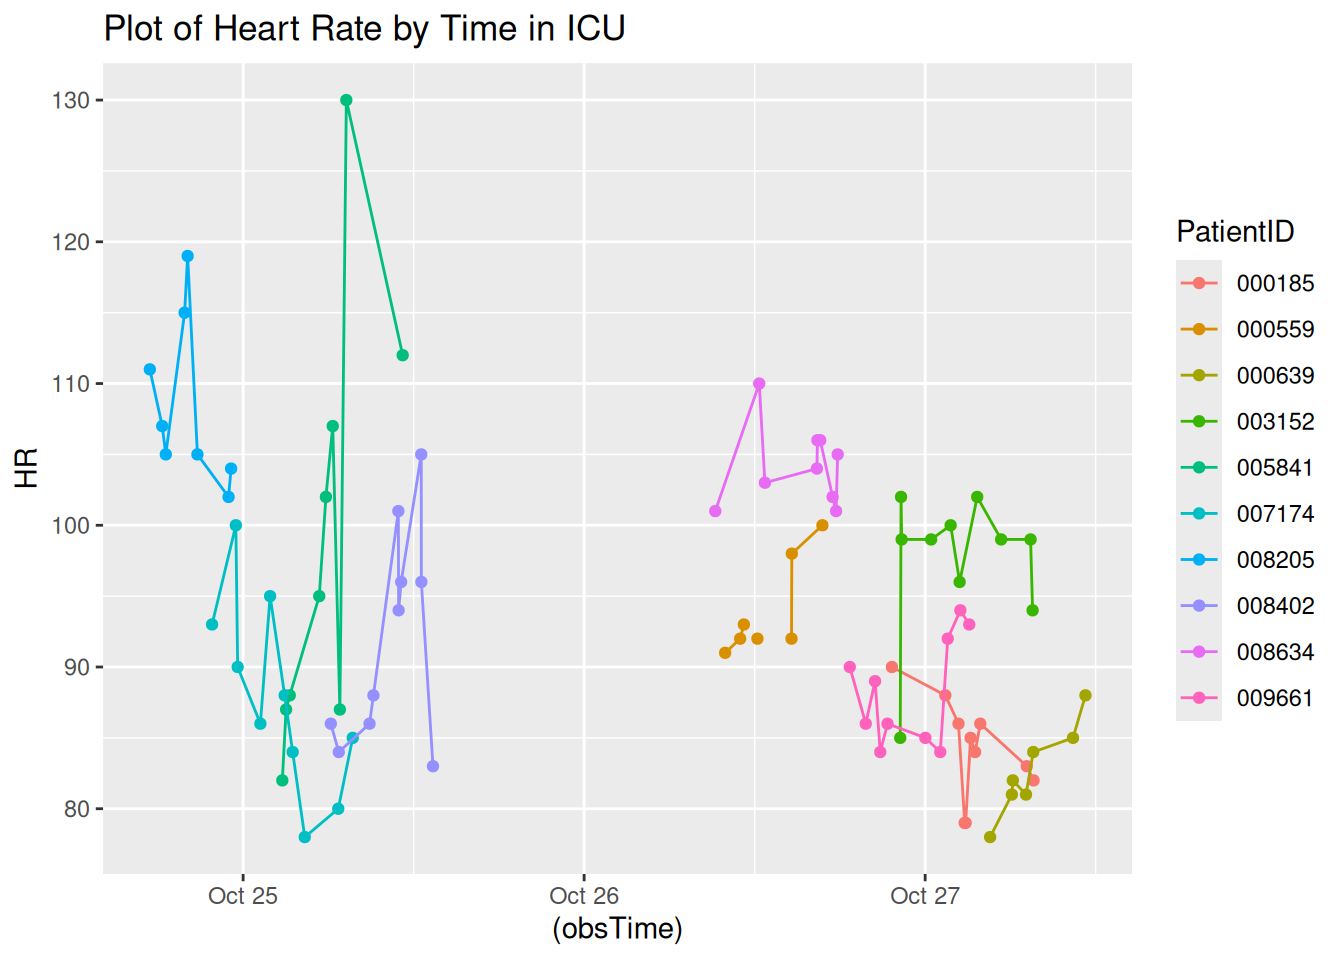 Plot of Heart Rate by Time in ICU
130
120
110
100
90
80
HR
Oct 25
Oct 26
Oct 27
(obsTime)
PatientID
000185
000559
000639
003152
005841
007174
008205
008402
008634
009661